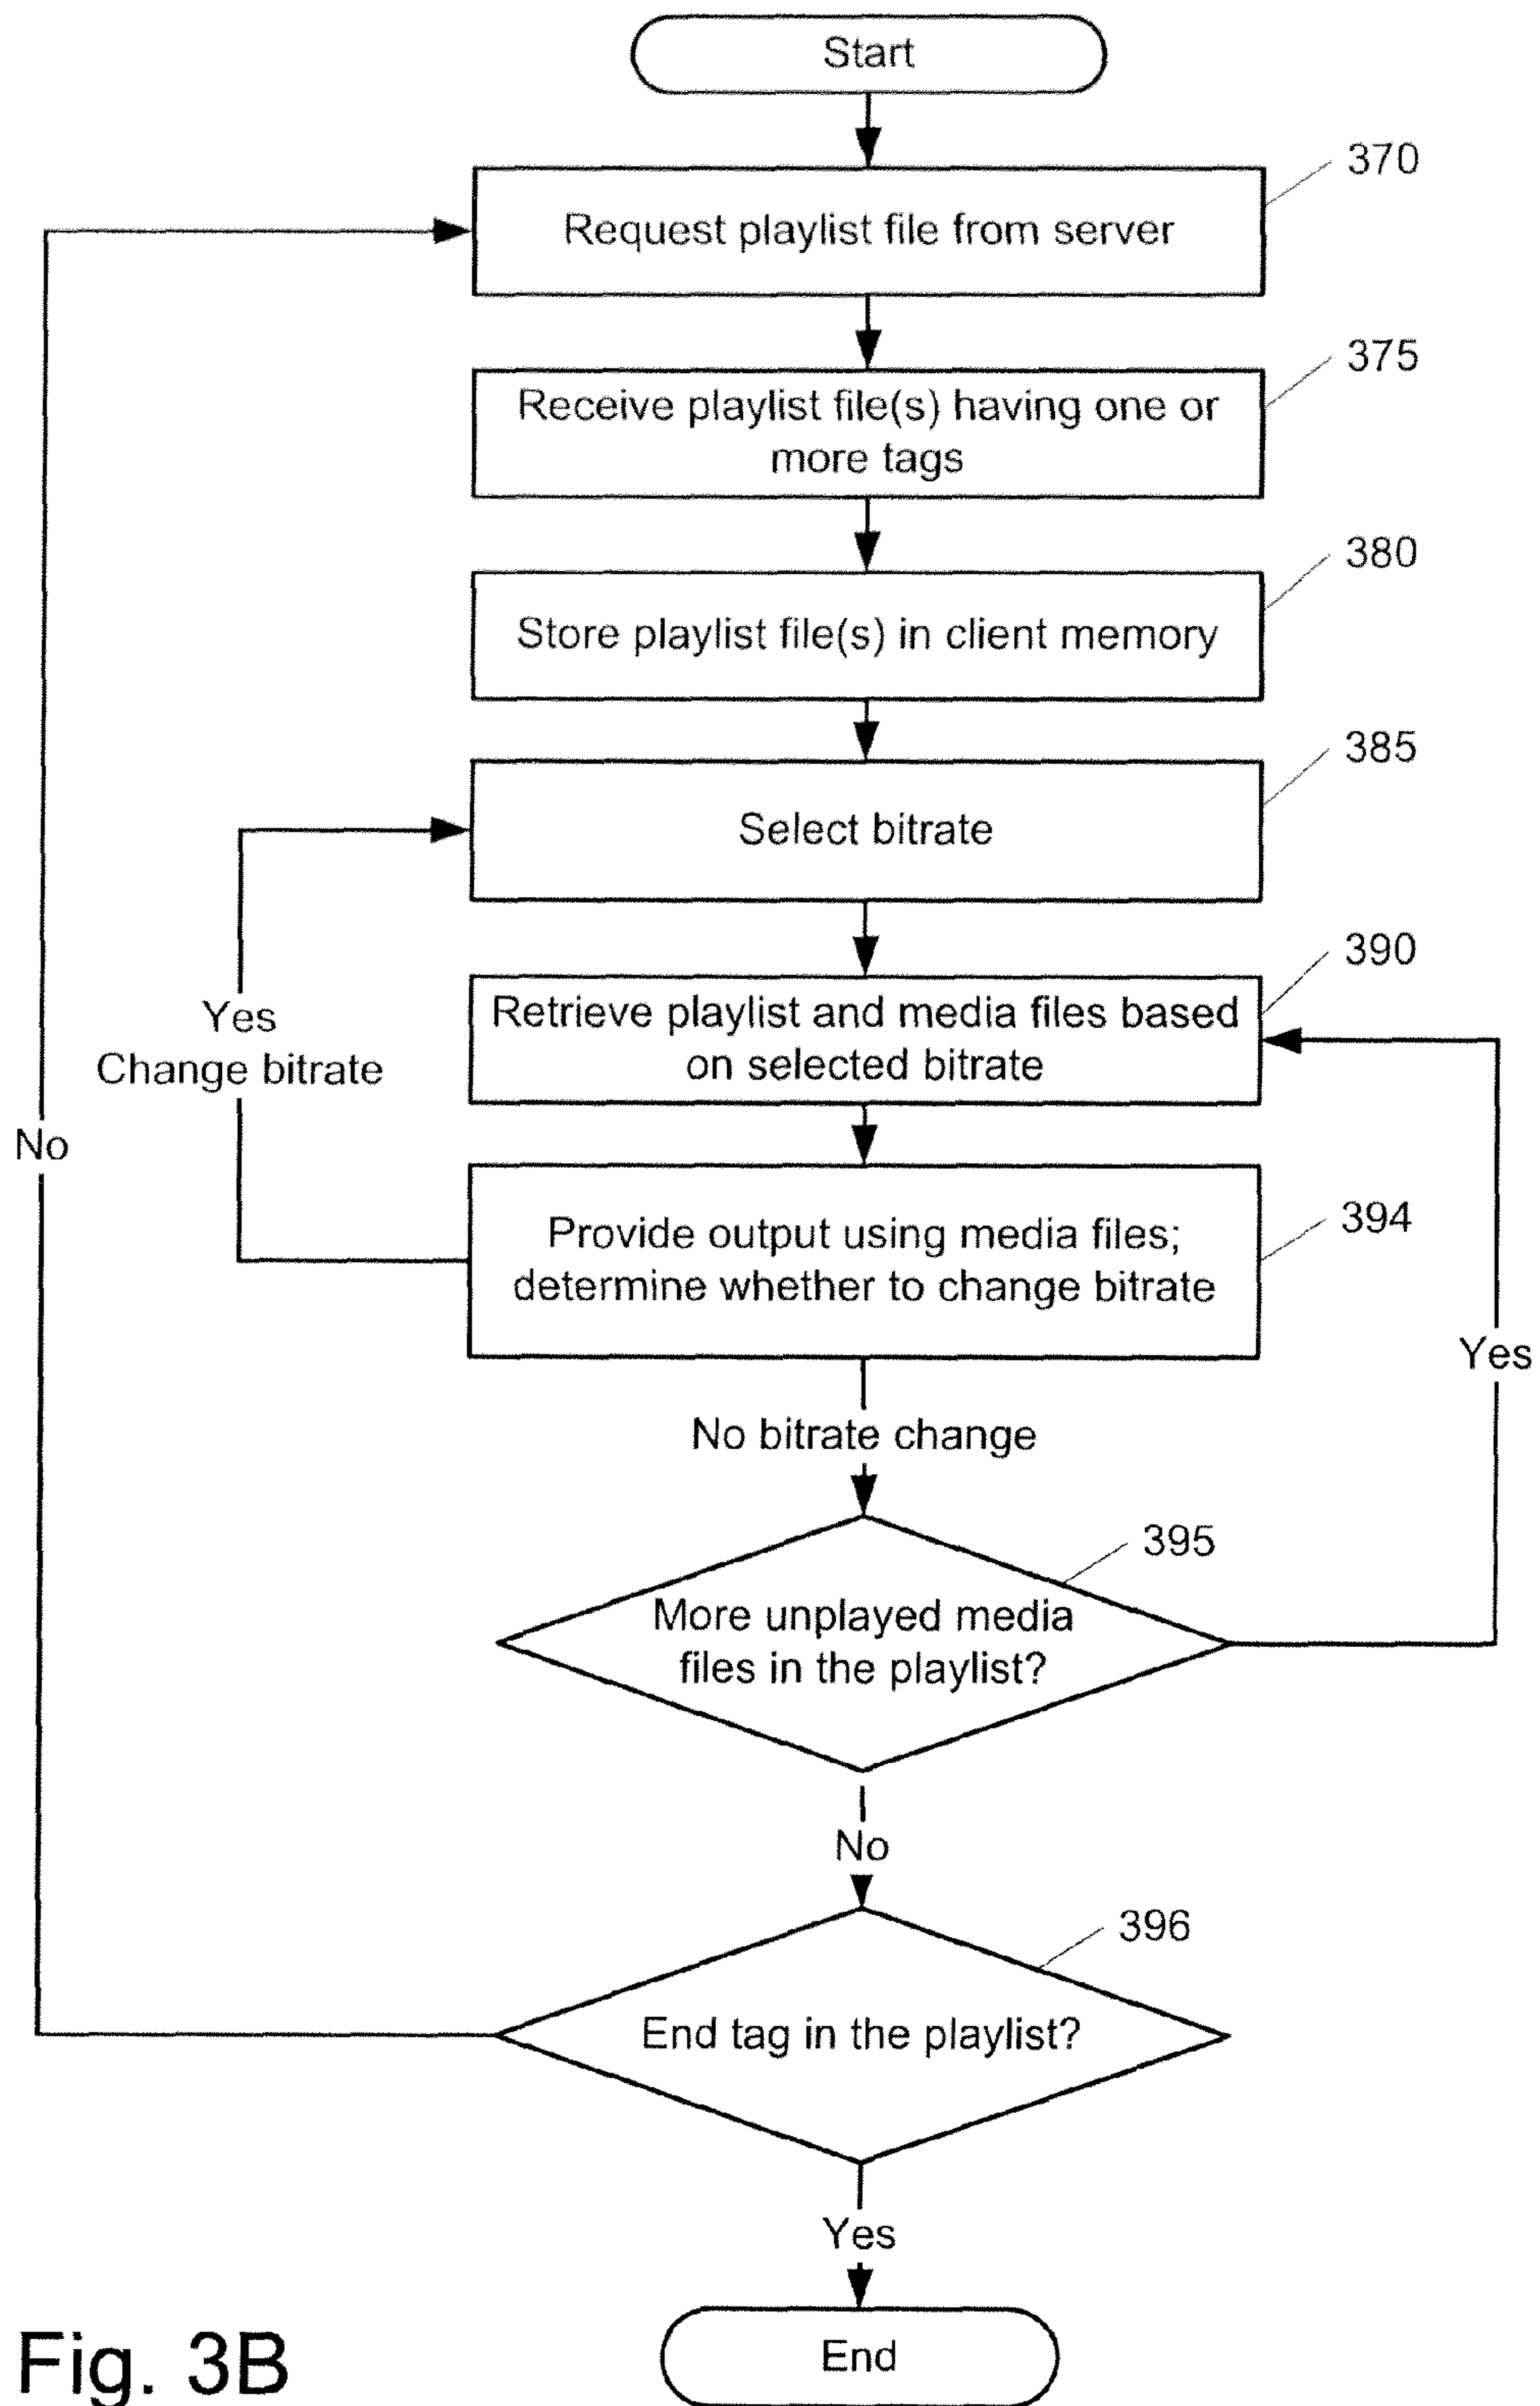 Start
370
Request playlist file from server
375
Receive playlist file(s) having one or
more tags
380
Store playlist file(s) in client memory
385
Select bitrate
390
Retrieve playlist and media files based
on selected bitrate
Yes
Change bitrate
No
394
Provide output using media files;
determine whether to change bitrate
Yes
No bitrate change
395
More unplayed media
files in the playlist?
No
396
End tag in the playlist?
Yes
End
Fig. 3B